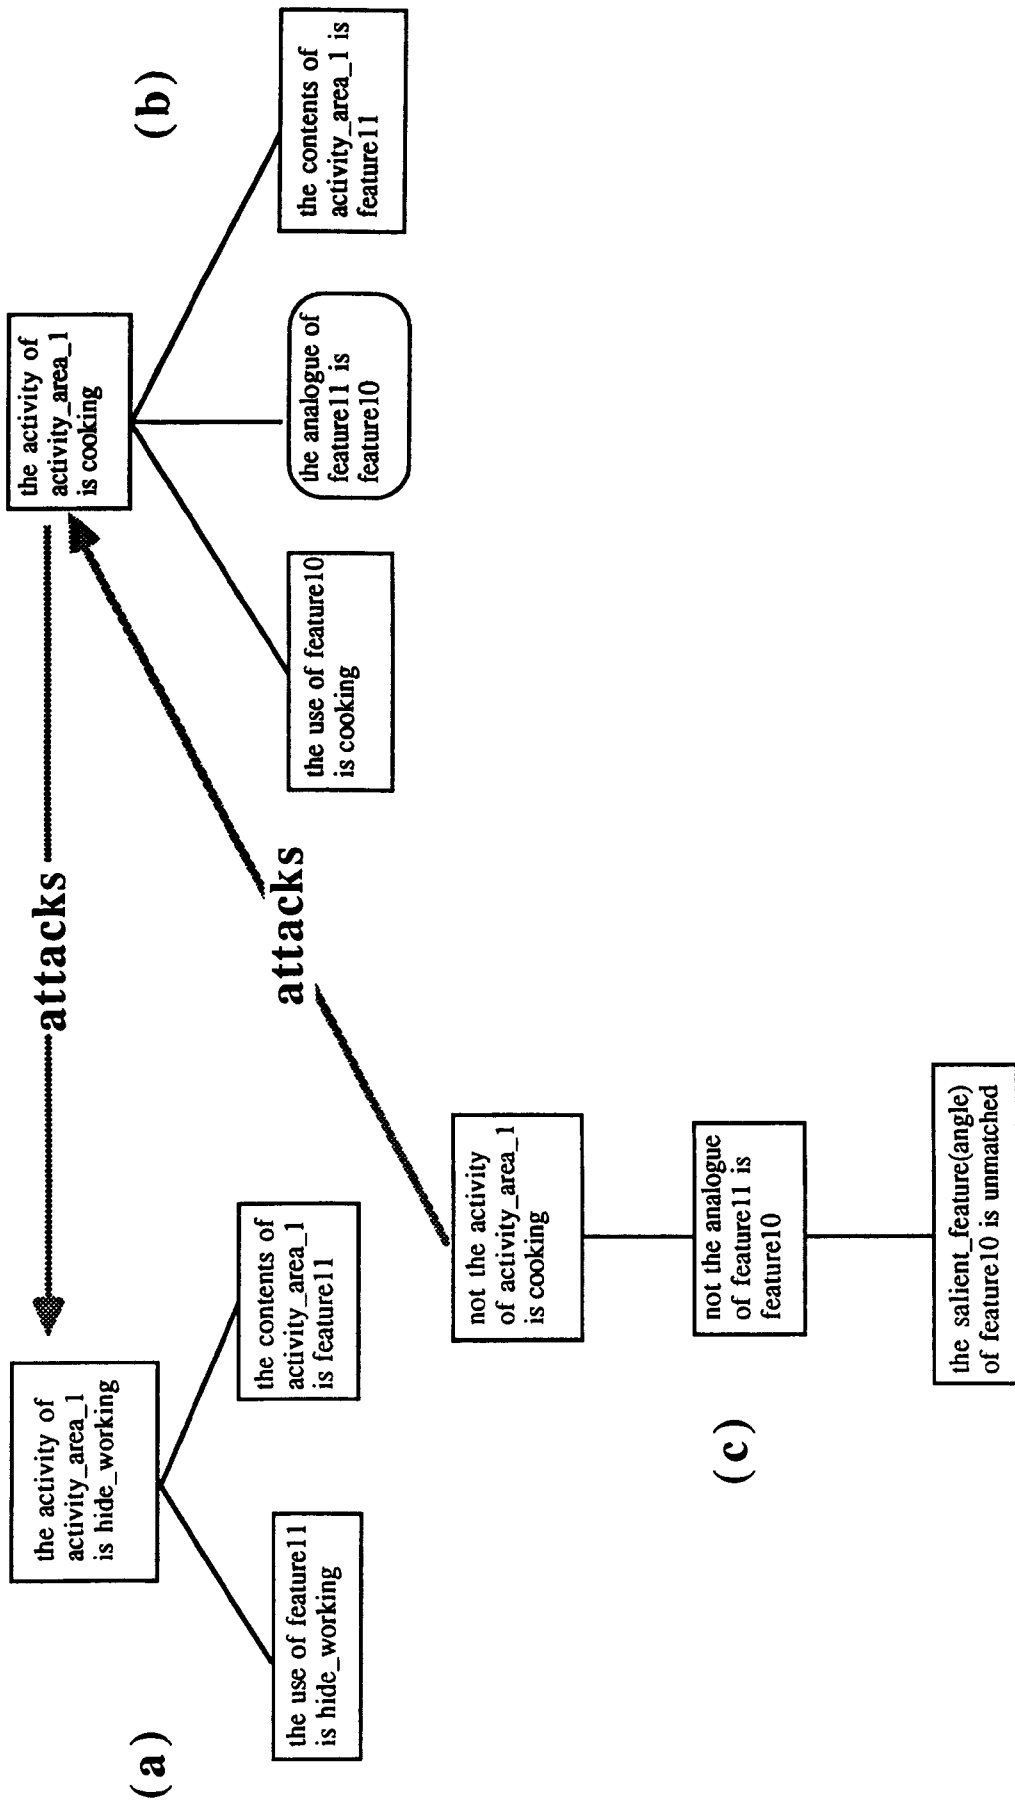 attacks
the activity of
activity_area_1
is hide_working
the activity of
activity_area_1
is cooking
(a)
the use of feature11
is hide_working
the contents of
activity_area_1
is feature11
(b)
the use of feature10
is cooking
the analogue of
feature11 is
feature10
the contents of
activity_area_1 is
feature11
attacks
not the activity
of activity_area_1
is cooking
(c)
not the analogue
of feature11 is
feature10
the salient_feature(angle)
of feature10 is unmatched